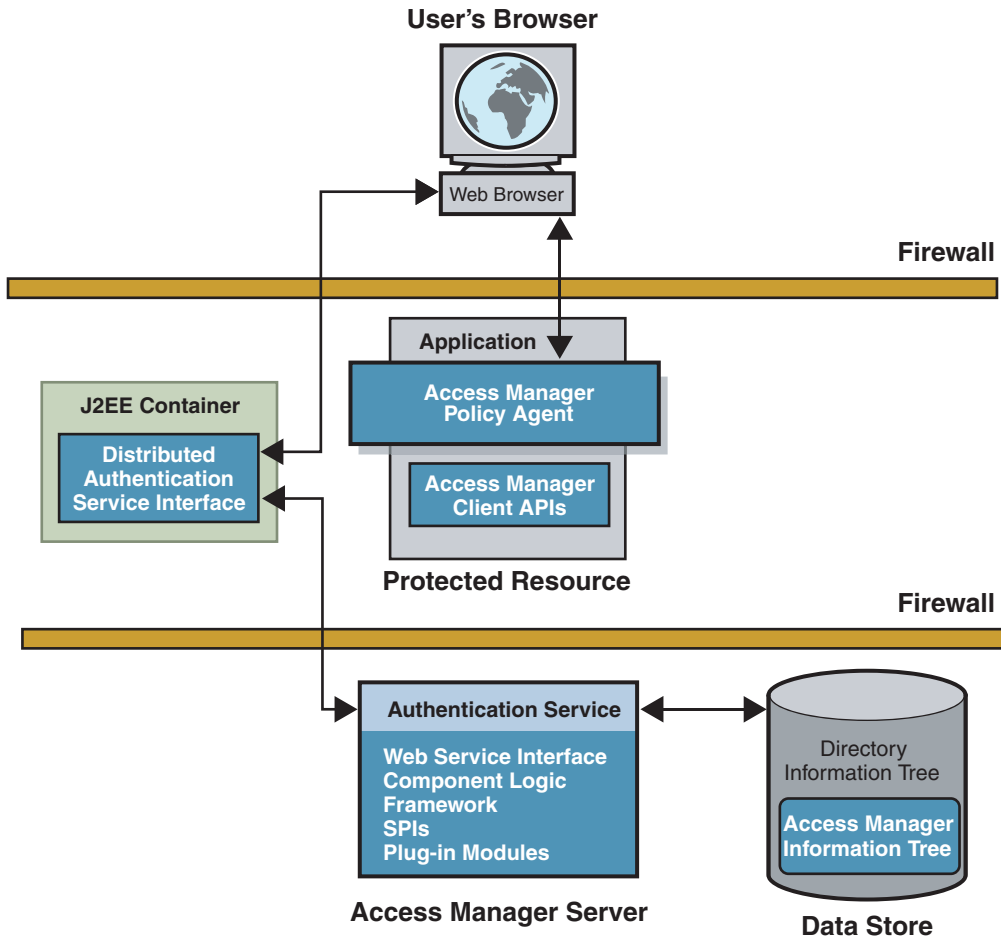 User's Browser
Web Browser
Firewall
Application
Access Manager
Policy Agent
J2EE Container
Distributed
Authentication
Service Interface
Access Manager
Client APIs
Protected Resource
Firewall
Authentication Service
Web Service Interface
Component Logic
Framework
SPIs
Plug-in Modules
Directory
Information Tree
Access Manager
Information Tree
Access Manager Server
Data Store